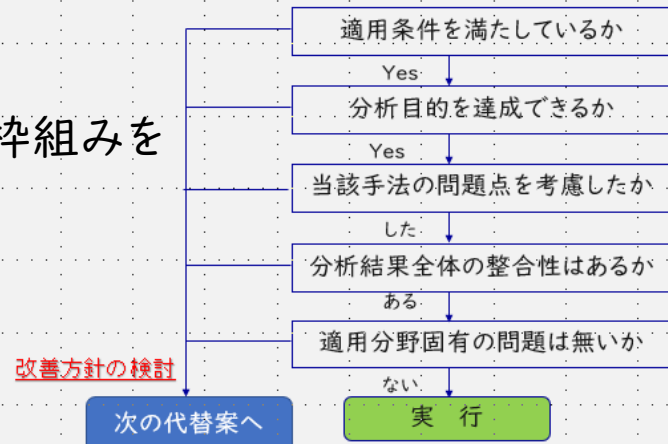 適用条件を満たしているか
Yes
分析目的を達成できるか
枠組みを
Yes
当該手法の問題点を考慮したか
した
分析結果全体の整合性はあるか
ある
適用分野固有の問題は無いか
改善方針の検討
ない
次の代替案へ
実 行